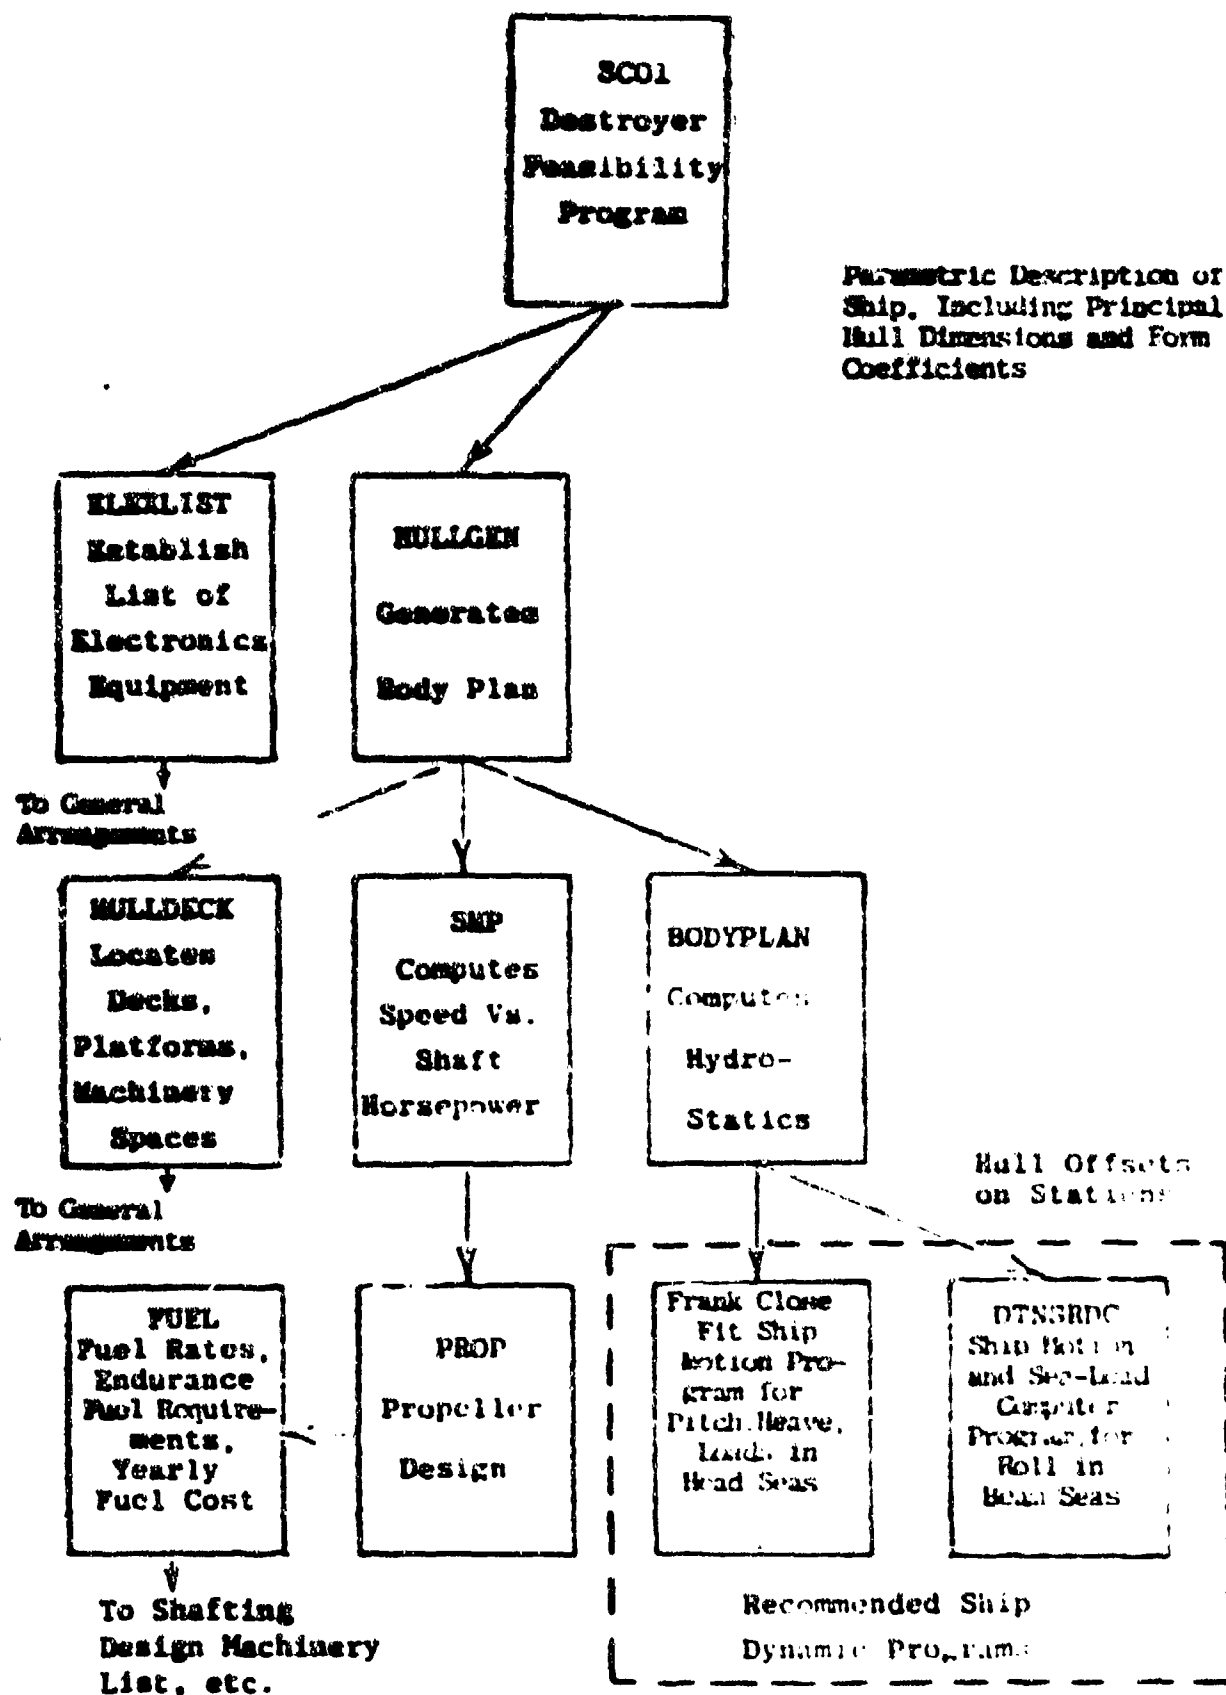 SC01
Destroyer
Feasibility
Program
Parametric Description of
Ship, Including Principal
Hull Dimensions and Form
Coefficients
ELEKLIST
Establish
List of
Electronics
Equipment
HULLGEN
Generates
Body Plan
To General
Arrangements
HULLDECK
Locates
Decks,
Platforms,
Machinery
Spaces
SHP
Computes
Speed Vs.
Shaft
Horsepower
BODYPLAN
Computes
Hydro-
Statics
To General
Arrangements
Hull Offsets
on Stations
FUEL
Fuel Rates,
Endurance
Fuel Require-
ments,
Yearly
Fuel Cost
PROP
Propeller
Design
Frank Close
Fit Ship
Motion Pro-
gram for
Pitch, Heave,
Loads in
Head Seas
DTNSRDC
Ship Motion
and Sea-Load
Computer
Program, for
Roll in
Beam Seas
To Shafting
Design Machinery
List, etc.
Recommended Ship
Dynamic Programs